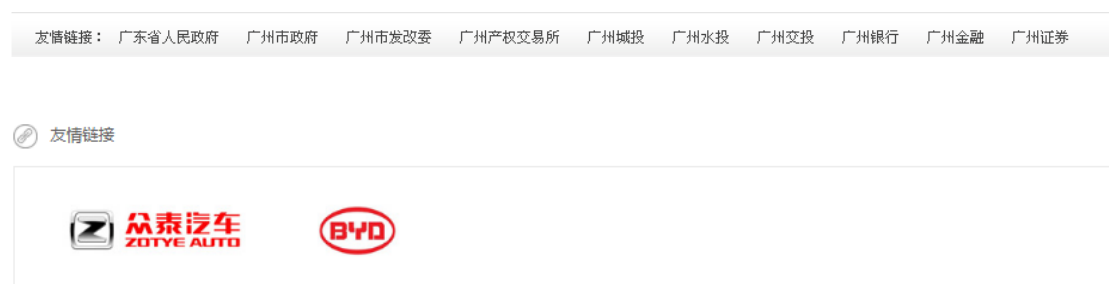 友情链接： 广东省人民政府 广州市政府 广州市发改委 广州产权交易所 广州城投 广州水投 广州交投 广州银行 广州金融 广州证券
友情链接
众泰汽车
ZOTYE AUTO
BYD